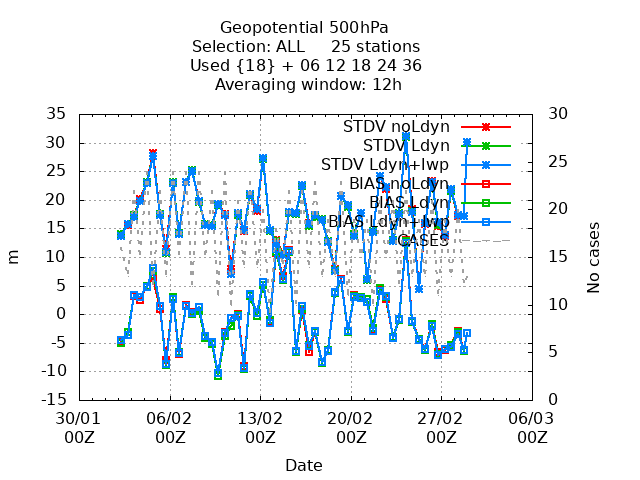 Geopotential 500hPa
Selection: ALL 25 stations
Used {18} + 06 12 18 24 36
Averaging window: 12h
35
30
25
20
15
10
5
0
-5
-10
-15
m
STDV noLdyn
STDV Ldyn
STDV Ldyn+lwp
BIAS noLdyn
BIAS Ldyn
BIAS Ldyn+lwp
CASES
30
25
20
15
10
5
0
No cases
30/01 06/02 13/02 20/02 27/02 06/03
00Z 00Z 00Z 00Z 00Z 00Z
Date